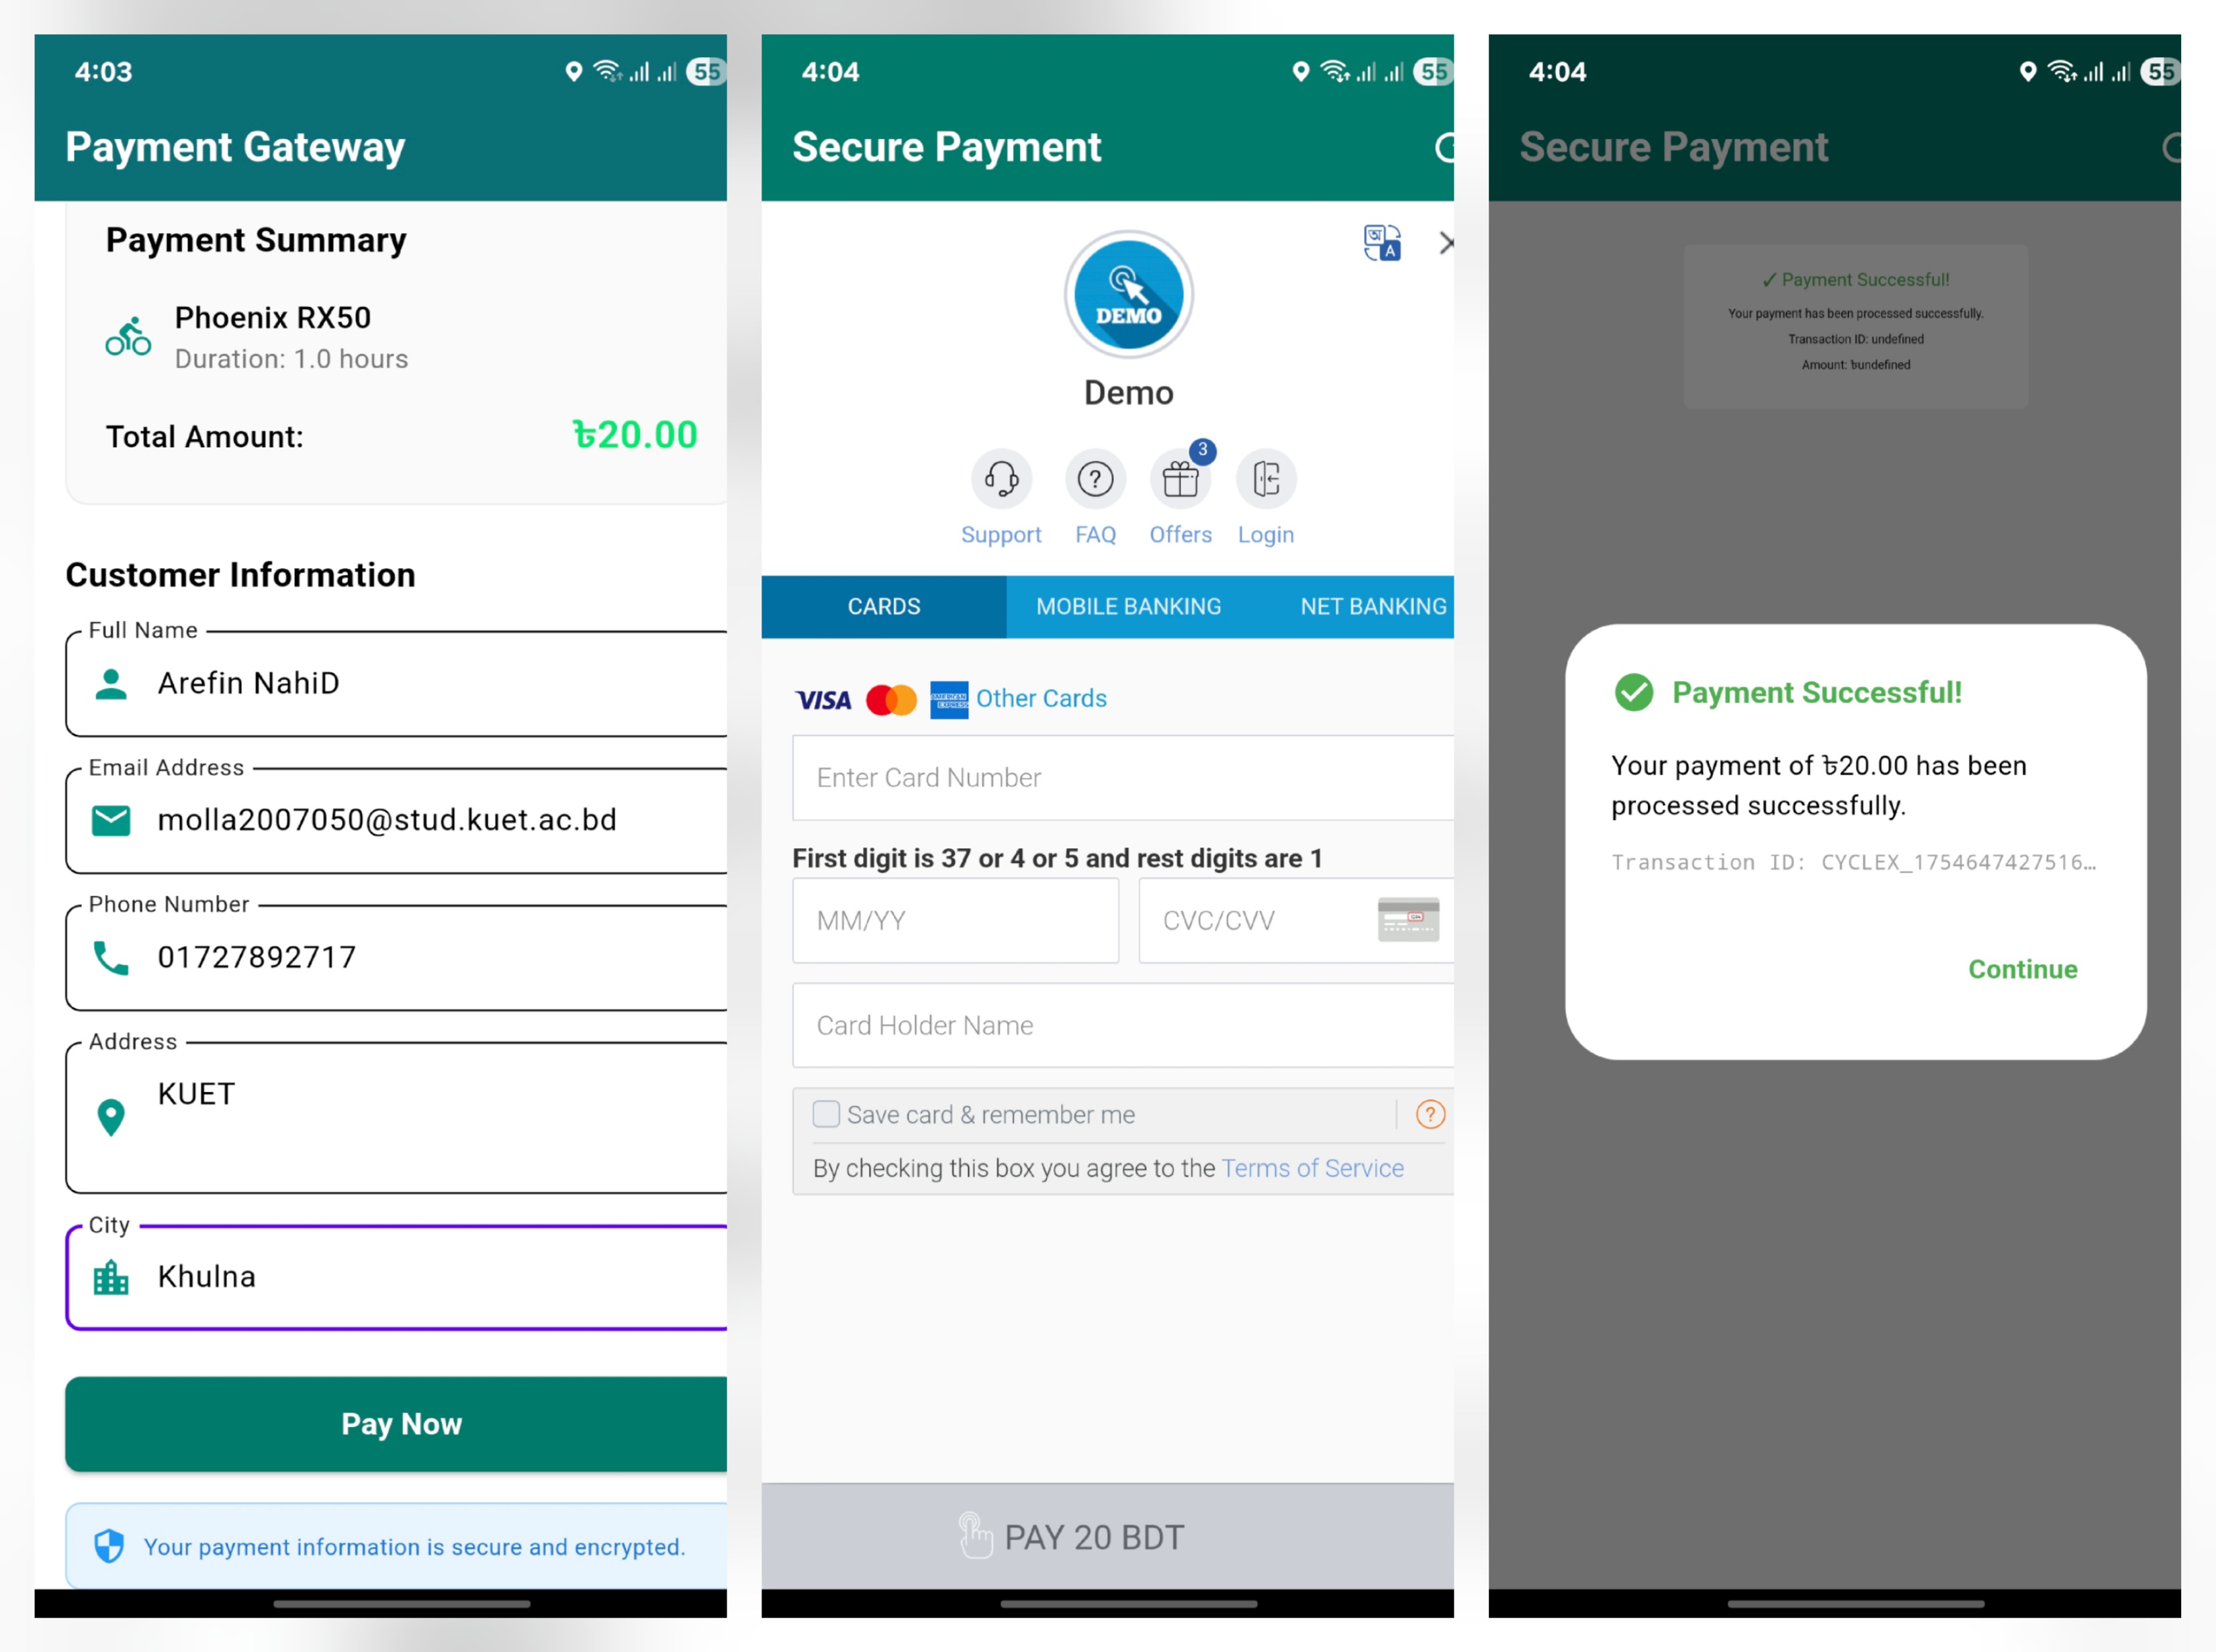 4:03
55
Payment Gateway
Payment Summary
Phoenix RX50
Duration: 1.0 hours
Total Amount: ৳20.00
Customer Information
Full Name
Arefin NahiD
Email Address
molla2007050@stud.kuet.ac.bd
Phone Number
01727892717
Address
KUET
City
Khulna
Pay Now
Your payment information is secure and encrypted.
4:04
55
Secure Payment
অ
A
DEMO
Demo
3
Support FAQ Offers Login
CARDS MOBILE BANKING NET BANKING
VISA AMERICAN EXPRESS Other Cards
Enter Card Number
First digit is 37 or 4 or 5 and rest digits are 1
MM/YY CVC/CVV
Card Holder Name
Save card & remember me
By checking this box you agree to the Terms of Service
PAY 20 BDT
4:04
55
Secure Payment
✓ Payment Successful!
Your payment has been processed successfully.
Transaction ID: undefined
Amount: ৳undefined
Payment Successful!
Your payment of ৳20.00 has been
processed successfully.
Transaction ID: CYCLEX_1754647427516…
Continue